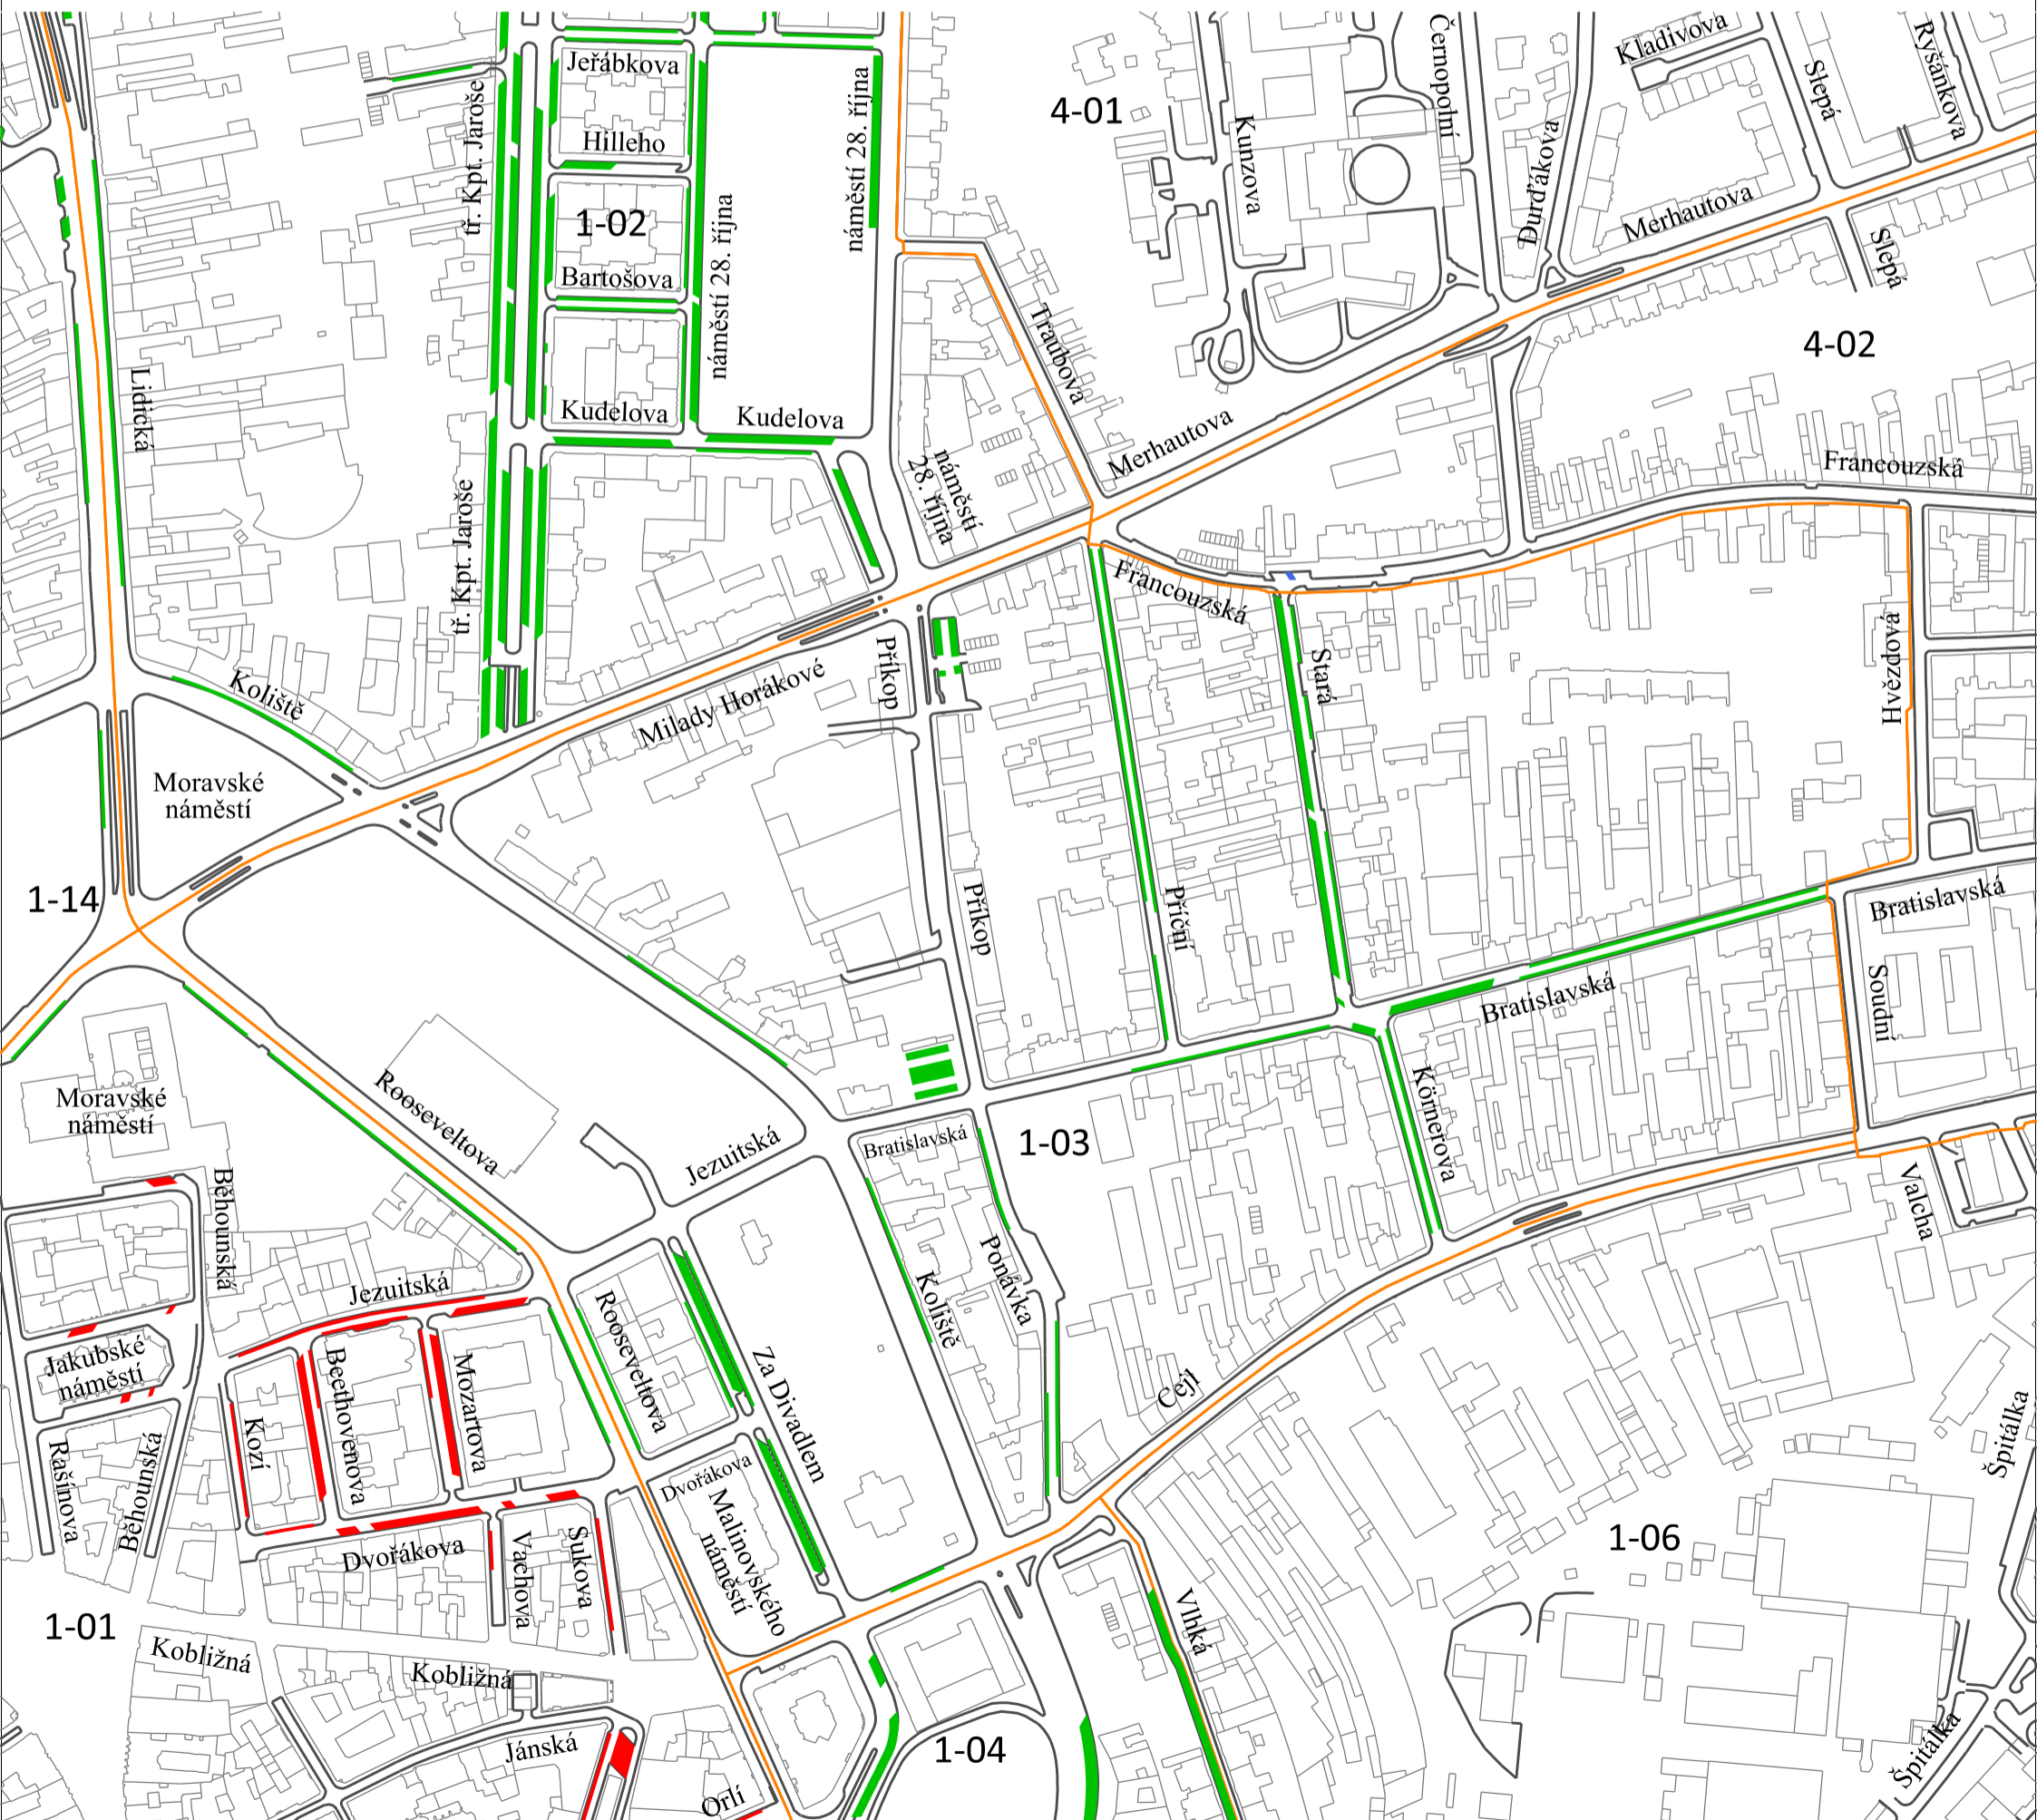 Jeřábkova
Hilleho
1-02
Bartošova
Kudelova
Kudelova
tř. Kpt. Jaroše
tř. Kpt. Jaroše
náměstí 28. října
náměstí 28. října
náměstí
28. října
4-01
Kunzova
Černopolní
Durďákova
Kladivova
Slepá
Ryšánkova
Merhautova
Slepá
4-02
Traubova
Merhautova
Francouzská
Francouzská
Lidická
Koliště
Milady Horákové
Příkop
Stará
Hvězdová
Moravské
náměstí
1-14
Příkop
Příční
Bratislavská
Bratislavská
Soudní
Moravské
náměstí
Rooseveltova
Jezuitská
Bratislavská
1-03
Körnerova
Valcha
Běhounská
Jezuitská
Ponávka
Koliště
Rooseveltova
Za Divadlem
Cejl
Jakubské
náměstí
Beethovenova
Mozartova
Kozí
Rašínova
Běhounská
Dvořákova
Malinovského
náměstí
Dvořákova
Vachova
Sukova
Špitálka
1-06
Vlhká
1-01
Kobližná
Kobližná
Jánská
Orlí
1-04
Špitálka